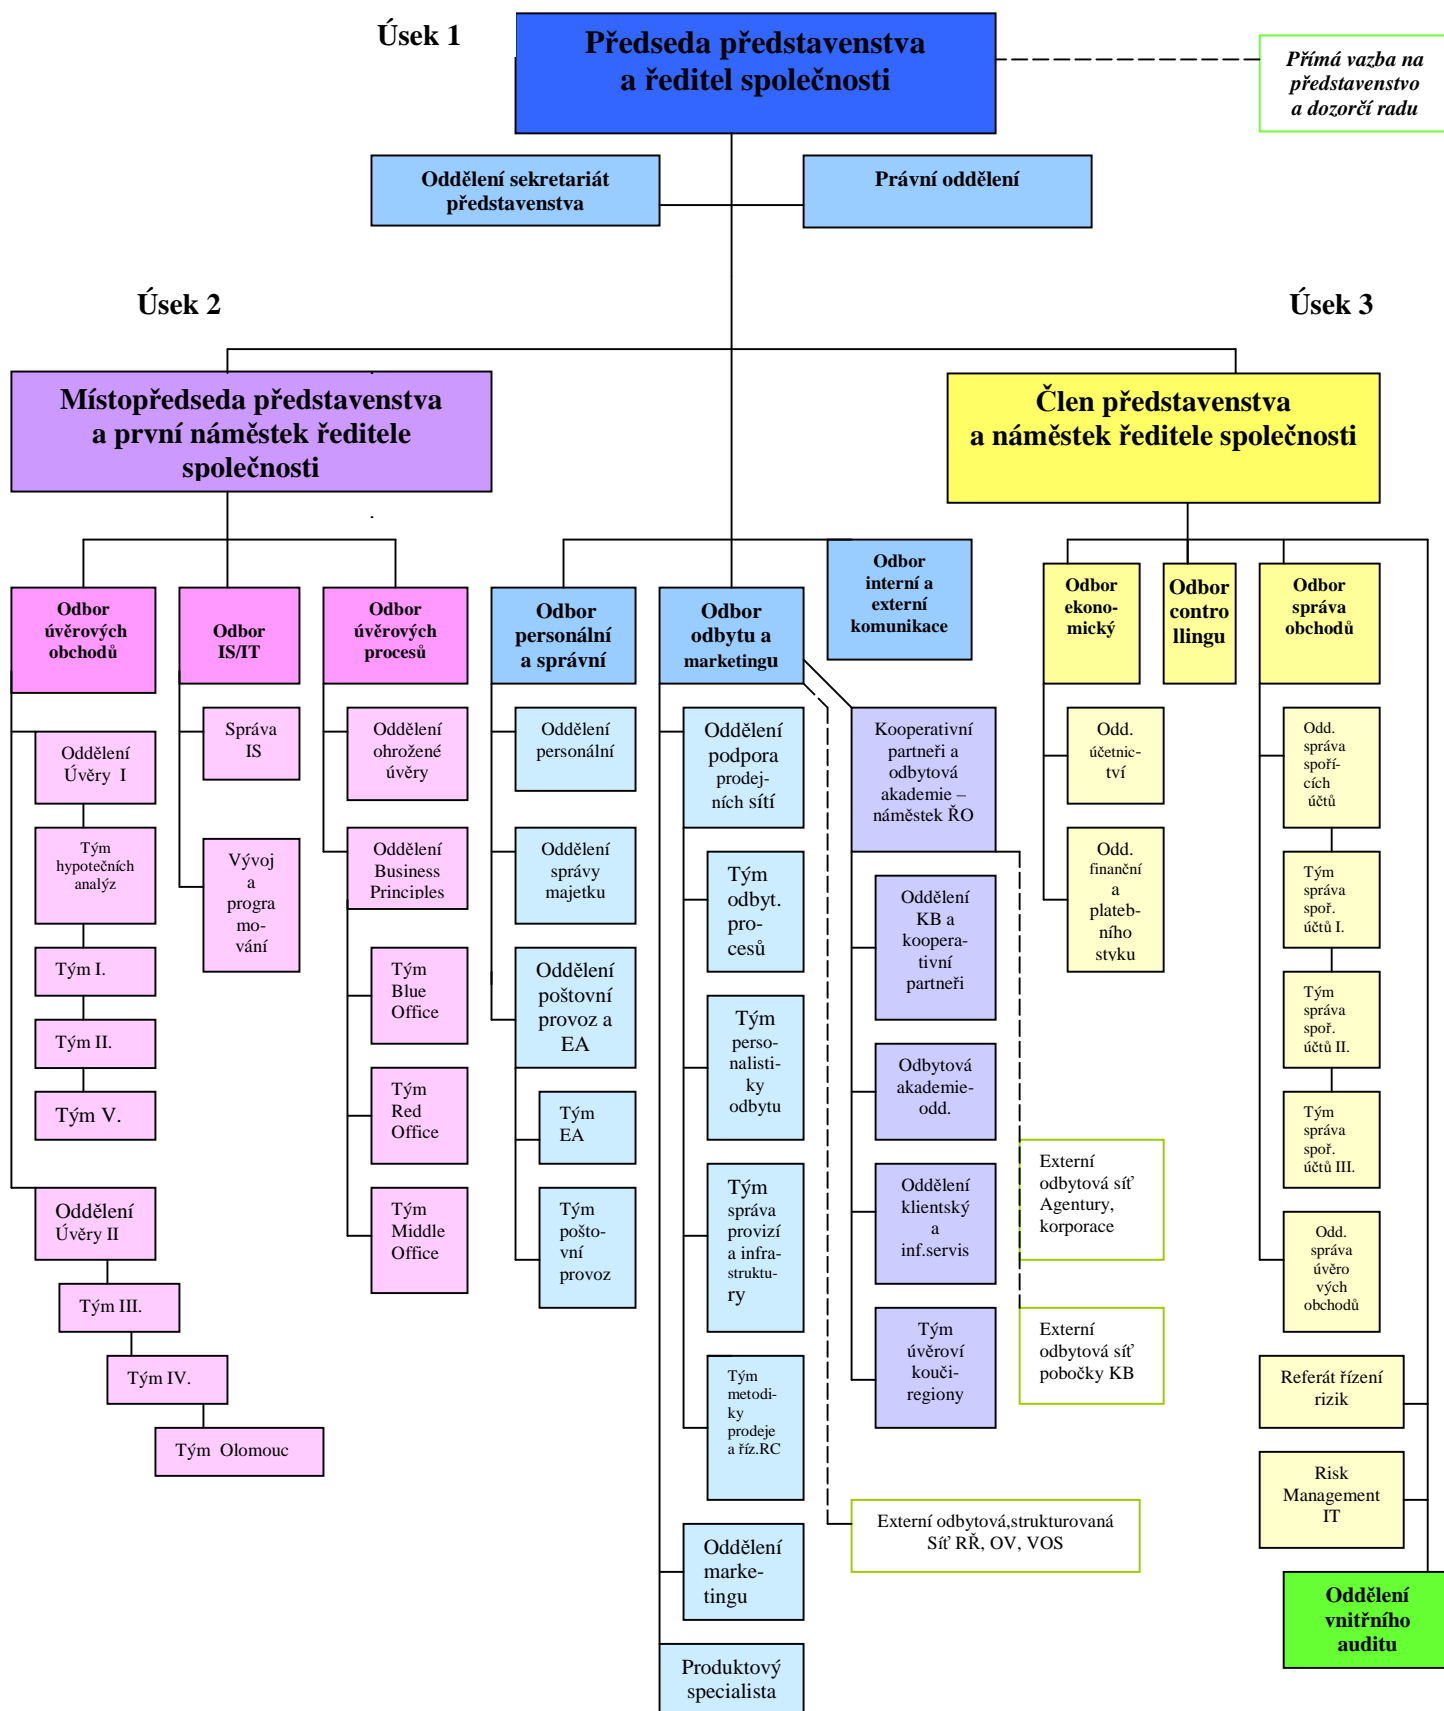 Úsek 1
Předseda představenstva
a ředitel společnosti
Přímá vazba na
představenstvo
a dozorčí radu
Oddělení sekretariát
představenstva
Právní oddělení
Úsek 2
Úsek 3
Místopředseda představenstva
a první náměstek ředitele
společnosti
Člen představenstva
a náměstek ředitele společnosti
Odbor
úvěrových
obchodů
Odbor
IS/IT
Odbor
úvěrových
procesů
Odbor
personální
a správní
Odbor
odbytu a
marketingu
Odbor
interní a
externí
komunikace
Odbor
ekono-
mický
Odbor
contro
llingu
Odbor
správa
obchodů
Oddělení
Úvěry I
Tým
hypotečních
analýz
Tým I.
Tým II.
Tým V.
Oddělení
Úvěry II
Tým III.
Tým IV.
Tým Olomouc
Správa
IS
Vývoj
a
progra
mo-
vání
Oddělení
ohrožené
úvěry
Oddělení
Business
Principles
Tým
Blue
Office
Tým
Red
Office
Tým
Middle
Office
Oddělení
personální
Oddělení
správy
majetku
Oddělení
poštovní
provoz a
EA
Tým
EA
Tým
pošto-
vní
provoz
Oddělení
podpora
prodej-
ních sítí
Tým
odbyt.
pro-
cesů
Tým
perso-
nalisti-
ky
odbytu
Tým
správa
provizí
a infra-
struktu-
ry
Tým
metodi-
ky
prodeje
a říz.RC
Oddělení
marke-
tingu
Produktový
specialista
Kooperativní
partneři a
odbytová
akademie –
náměstek ŘO
Oddělení
KB a
koopera-
tivní
partneři
Odbytová
akademie-
odd.
Oddělení
klientský
a
inf.servis
Tým
úvěroví
kouči-
regiony
Externí
odbytová síť
Agentury,
korporace
Externí
odbytová síť
pobočky KB
Externí odbytová,strukturovaná
Síť RŘ, OV, VOS
Odd.
účetnic-
tví
Odd.
finanční
a
plateb-
ního
styku
Odd.
správa
spoří-
cích
účtů
Tým
správa
spoř.
účtů I.
Tým
správa
spoř.
účtů II.
Tým
správa
spoř.
účtů III.
Odd.
správa
úvěro
vých
obchodů
Referát řízení
rizik
Risk
Management
IT
Oddělení
vnitřního
auditu